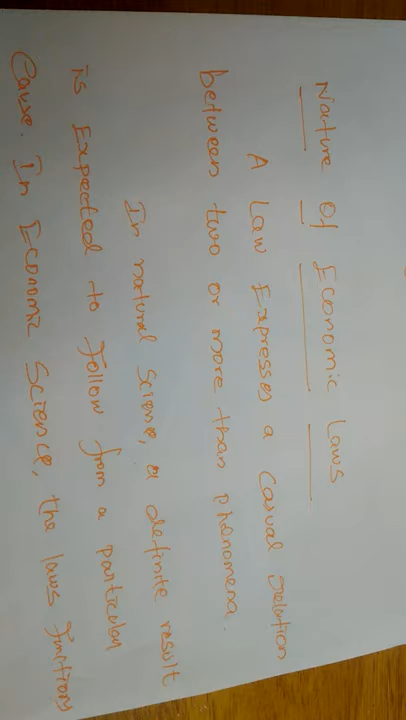 Nature Of Economic Laws
A Law Expresses a Casual relation
between two or more than phenomena.
In natural Science, a definite result
is Expected to follow from a particular
Cause. In Economic Science, the laws functions